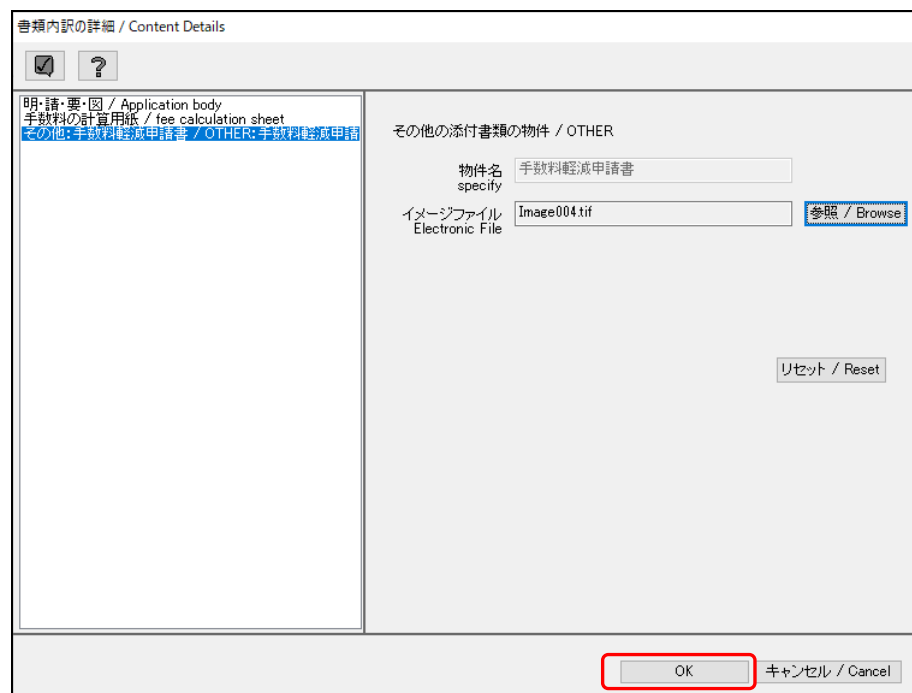 書類内訳の詳細 / Content Details
?
明・請・要・図 / Application body
手数料の計算用紙 / fee calculation sheet
その他:手数料軽減申請書 / OTHER:手数料軽減申請
その他の添付書類の物件 / OTHER
物件名
specify
手数料軽減申請書
イメージファイル
Electronic File
Image004.tif
参照 / Browse
リセット / Reset
OK
キャンセル / Cancel